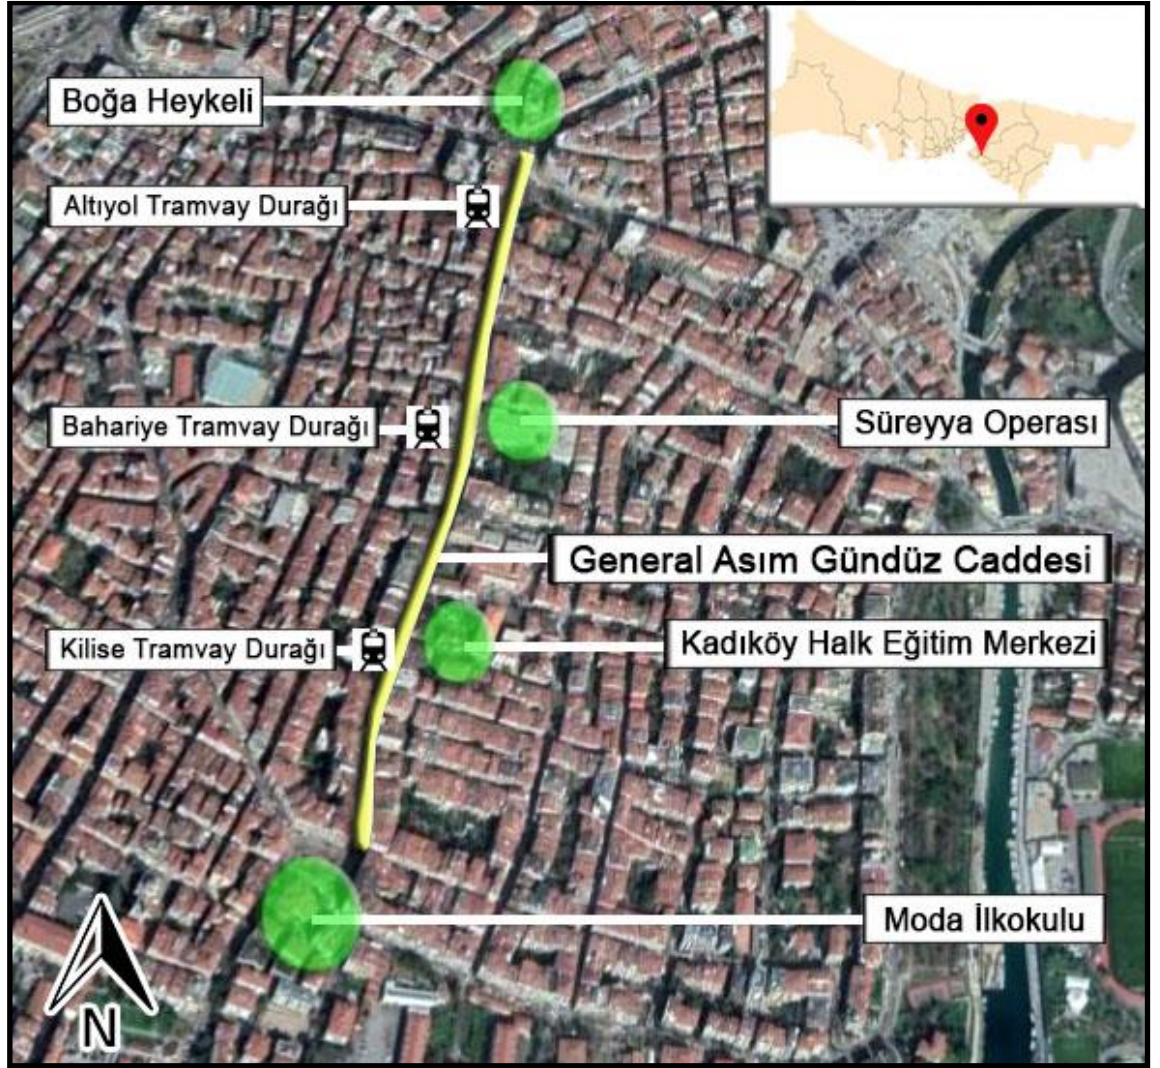 Boğa Heykeli
Altıyol Tramvay Durağı
Bahariye Tramvay Durağı
Süreyya Operası
General Asım Gündüz Caddesi
Kilise Tramvay Durağı
Kadıköy Halk Eğitim Merkezi
Moda İlkokulu
N